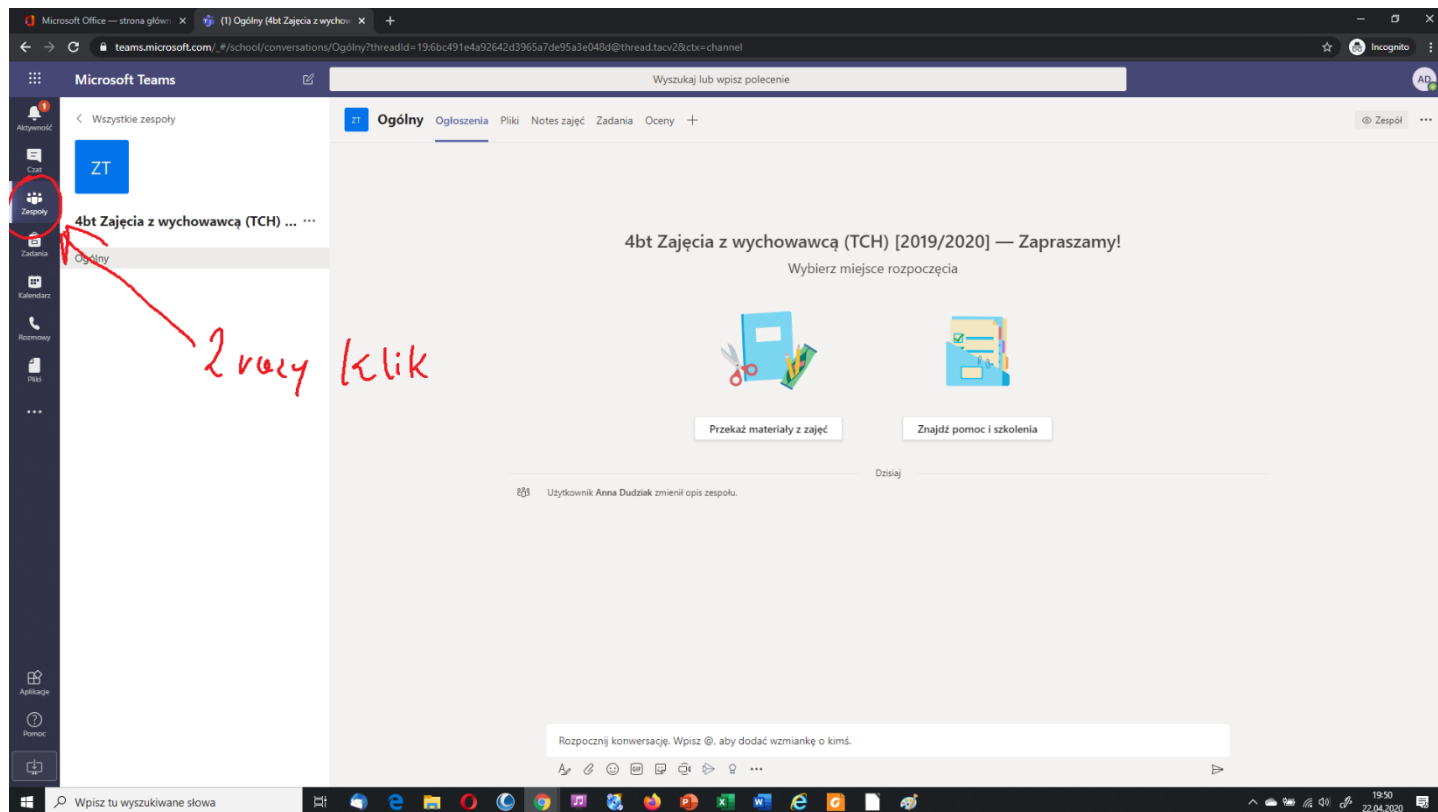 Microsoft Office — strona główn
(1) Ogólny (4bt Zajęcia z wychow
teams.microsoft.com/_#/school/conversations/Ogólny?threadId=19:6bc491e4a92642d3965a7de95a3e048d@thread.tacv2&ctx=channel
Incognito
Microsoft Teams
Wyszukaj lub wpisz polecenie
AD
1
Aktywność
Czat
Zespoły
Zadania
Kalendarz
Rozmowy
Pliki
Aplikacje
Pomoc
Wszystkie zespoły
ZT
4bt Zajęcia z wychowawcą (TCH) ... ...
Ogólny
2 razy klik
ZT Ogólny Ogłoszenia Pliki Notes zajęć Zadania Oceny +
Zespół ...
4bt Zajęcia z wychowawcą (TCH) [2019/2020] — Zapraszamy!
Wybierz miejsce rozpoczęcia
Przekaż materiały z zajęć
Znajdź pomoc i szkolenia
Dzisiaj
Użytkownik Anna Dudziak zmienił opis zespołu.
Rozpocznij konwersację. Wpisz @, aby dodać wzmiankę o kimś.
GIF
Wpisz tu wyszukiwane słowa
19:50
22.04.2020